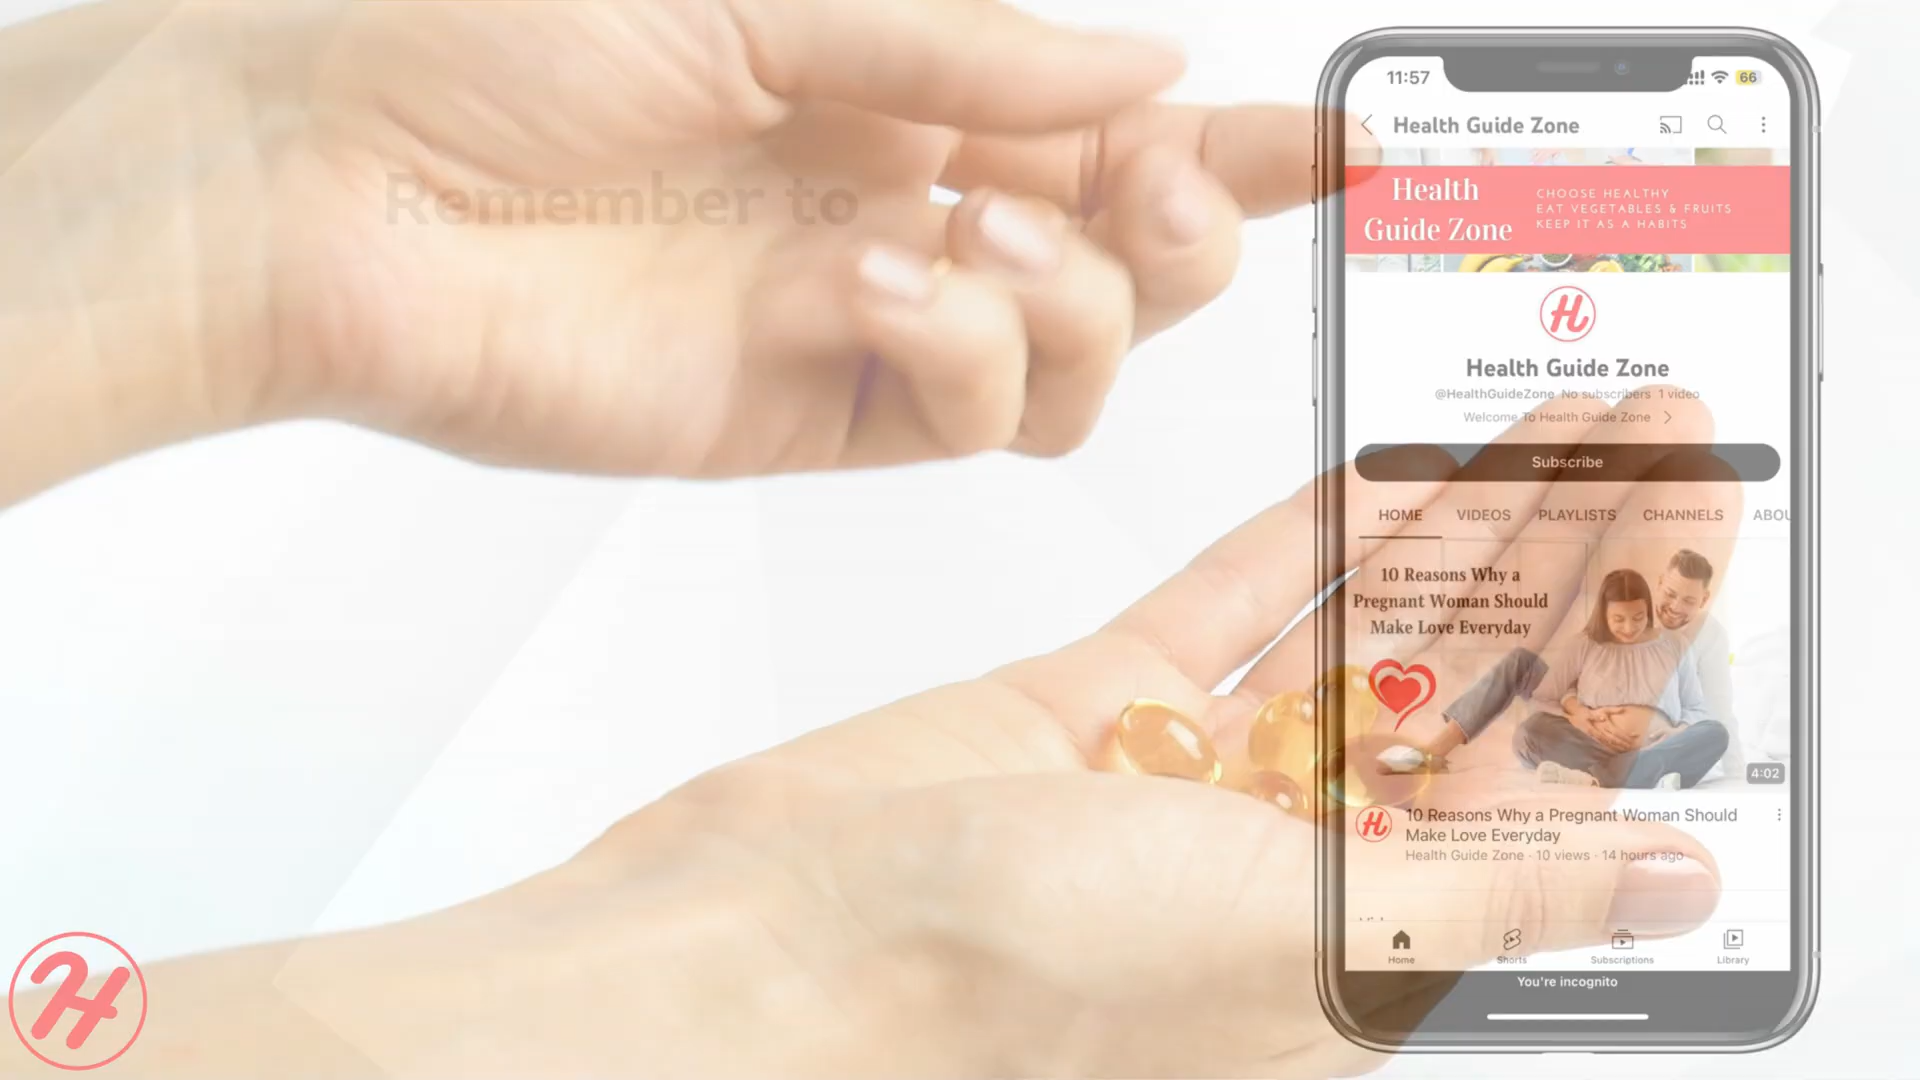 Remember to
11:57
66
Health Guide Zone
Health
Guide Zone
CHOOSE HEALTHY
EAT VEGETABLES & FRUITS
KEEP IT AS A HABITS
H
Health Guide Zone
@HealthGuideZone No subscribers 1 video
Welcome To Health Guide Zone
Subscribe
HOME VIDEOS PLAYLISTS CHANNELS ABOU
10 Reasons Why a
Pregnant Woman Should
Make Love Everyday
4:02
H
10 Reasons Why a Pregnant Woman Should
Make Love Everyday
Health Guide Zone · 10 views · 14 hours ago
Home Shorts Subscriptions Library
You're incognito
H